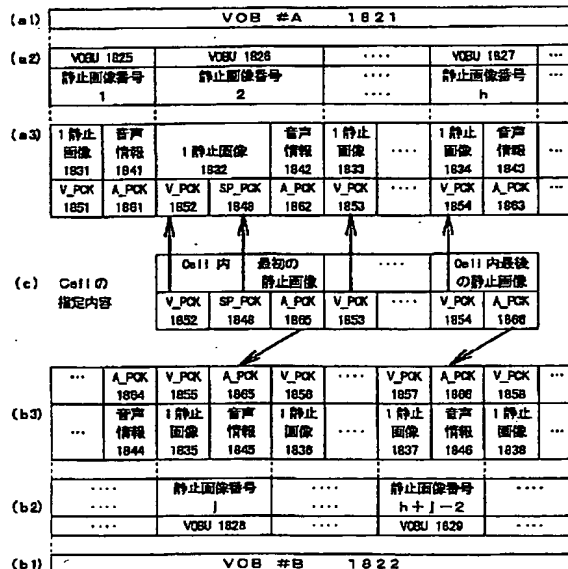 (a1) VOB #A 1821
(a2) VOBU 1825 VOBU 1826 ···· VOBU 1827 ···
静止画像番号 1 静止画像番号 2 ···· 静止画像番号 h
(a3) 1静止画像 1831 音声情報 1841 1静止画像 1832 音声情報 1842 1静止画像 1833 ···· 1静止画像 1834 音声情報 1843 ···
V_PCK 1851 A_PCK 1861 V_PCK 1852 SP_PCK 1848 A_PCK 1862 V_PCK 1853 ···· V_PCK 1854 A_PCK 1863 ···
(c) Cellの指定内容
Cell内 最初の静止画像 ···· Cell内最後の静止画像
V_PCK 1852 SP_PCK 1848 A_PCK 1865 V_PCK 1853 ···· V_PCK 1854 A_PCK 1866
(b3) ··· A_PCK 1864 V_PCK 1855 A_PCK 1865 V_PCK 1856 ···· V_PCK 1857 A_PCK 1866 V_PCK 1858 ···
··· 音声情報 1844 1静止画像 1835 音声情報 1845 1静止画像 1836 ···· 1静止画像 1837 音声情報 1846 1静止画像 1838 ···
(b2) ···· 静止画像番号 j ···· 静止画像番号 h+j-2 ····
···· VOBU 1828 ···· VOBU 1829 ····
(b1) VOB #B 1822